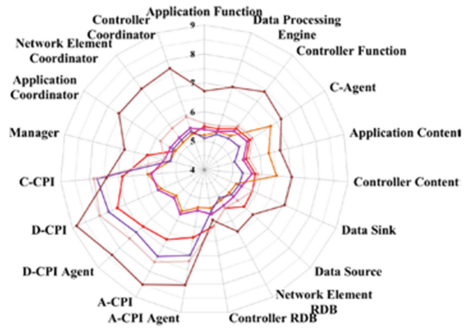 Application Function
Controller
Coordinator
Data Processing
Engine
Network Element
Coordinator
Controller Function
Application
Coordinator
C-Agent
Manager
Application Content
C-CPI
Controller Content
D-CPI
Data Sink
D-CPI Agent
Data Source
A-CPI
Network Element
RDB
A-CPI Agent
Controller RDB
9
8
7
6
5
4